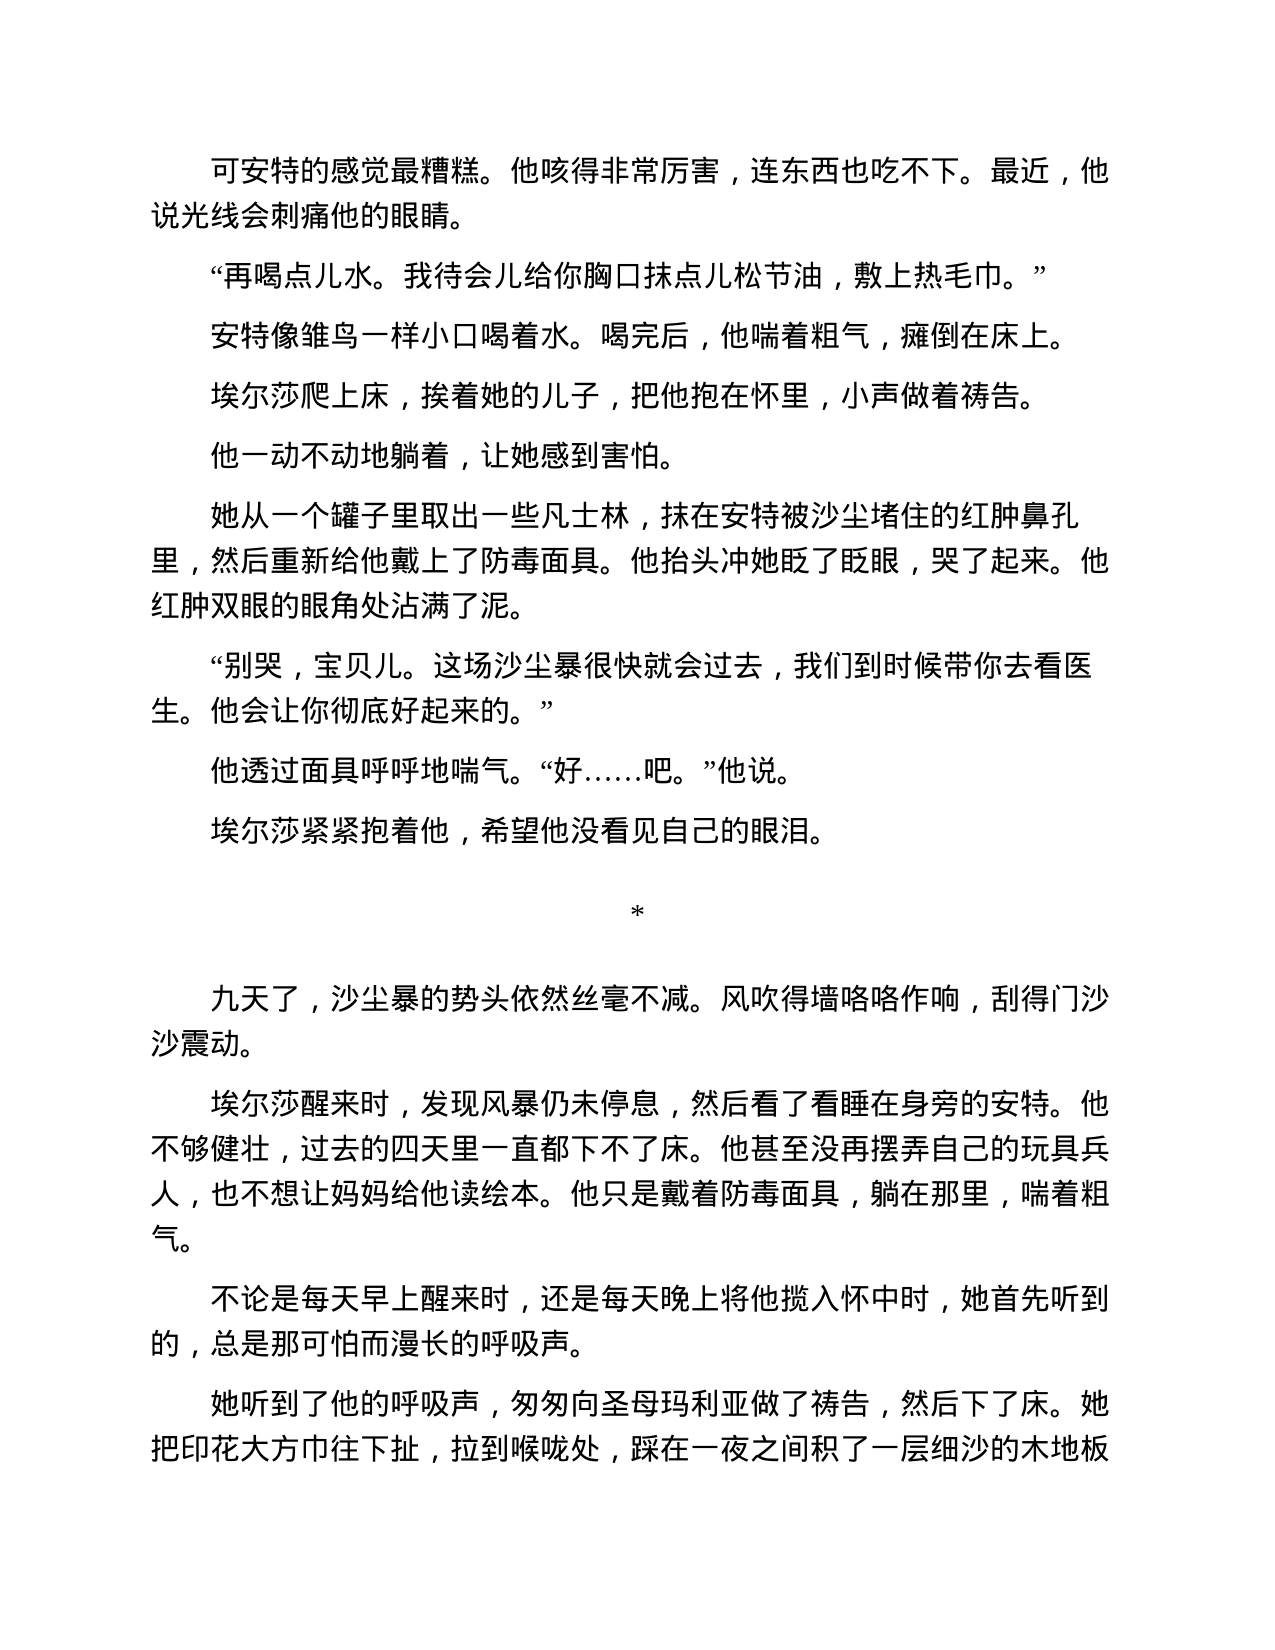 可安特的感觉最糟糕。他咳得非常厉害，连东西也吃不下。最近，他
说光线会刺痛他的眼睛。
“再喝点儿水。我待会儿给你胸口抹点儿松节油，敷上热毛巾。”
安特像雏鸟一样小口喝着水。喝完后，他喘着粗气，瘫倒在床上。
埃尔莎爬上床，挨着她的儿子，把他抱在怀里，小声做着祷告。
他一动不动地躺着，让她感到害怕。
她从一个罐子里取出一些凡士林，抹在安特被沙尘堵住的红肿鼻孔
里，然后重新给他戴上了防毒面具。他抬头冲她眨了眨眼，哭了起来。他
红肿双眼的眼角处沾满了泥。
“别哭，宝贝儿。这场沙尘暴很快就会过去，我们到时候带你去看医
生。他会让你彻底好起来的。”
他透过面具呼呼地喘气。“好……吧。”他说。
埃尔莎紧紧抱着他，希望他没看见自己的眼泪。
*
九天了，沙尘暴的势头依然丝毫不减。风吹得墙咯咯作响，刮得门沙
沙震动。
埃尔莎醒来时，发现风暴仍未停息，然后看了看睡在身旁的安特。他
不够健壮，过去的四天里一直都下不了床。他甚至没再摆弄自己的玩具兵
人，也不想让妈妈给他读绘本。他只是戴着防毒面具，躺在那里，喘着粗
气。
不论是每天早上醒来时，还是每天晚上将他揽入怀中时，她首先听到
的，总是那可怕而漫长的呼吸声。
她听到了他的呼吸声，匆匆向圣母玛利亚做了祷告，然后下了床。她
把印花大方巾往下扯，拉到喉咙处，踩在一夜之间积了一层细沙的木地板